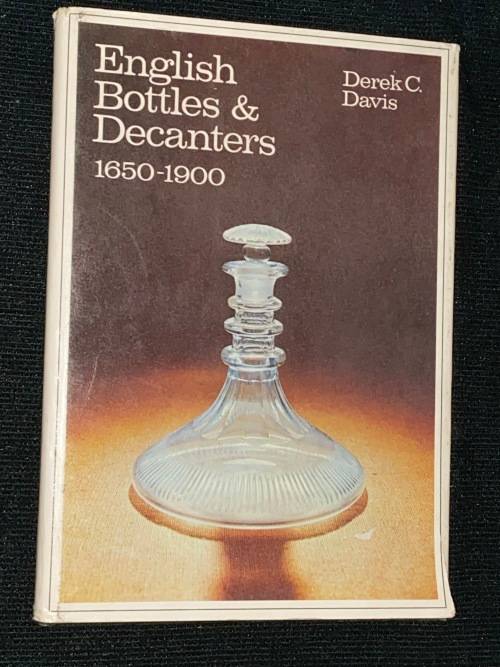 English
Bottles &
Decanters
1650-1900
Derek C.
Davis